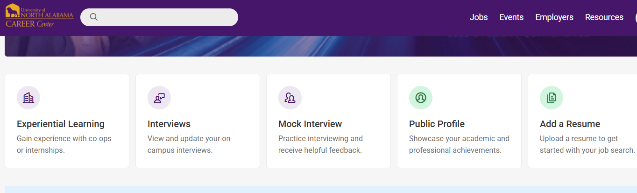 University of
NORTH ALABAMA
CAREER Center
Jobs Events Employers Resources
Experiential Learning
Gain experience with co ops
or internships.
Interviews
View and update your on
campus interviews.
Mock Interview
Practice interviewing and
receive helpful feedback.
Public Profile
Showcase your academic and
professional achievements.
Add a Resume
Upload a resume to get
started with your job search.